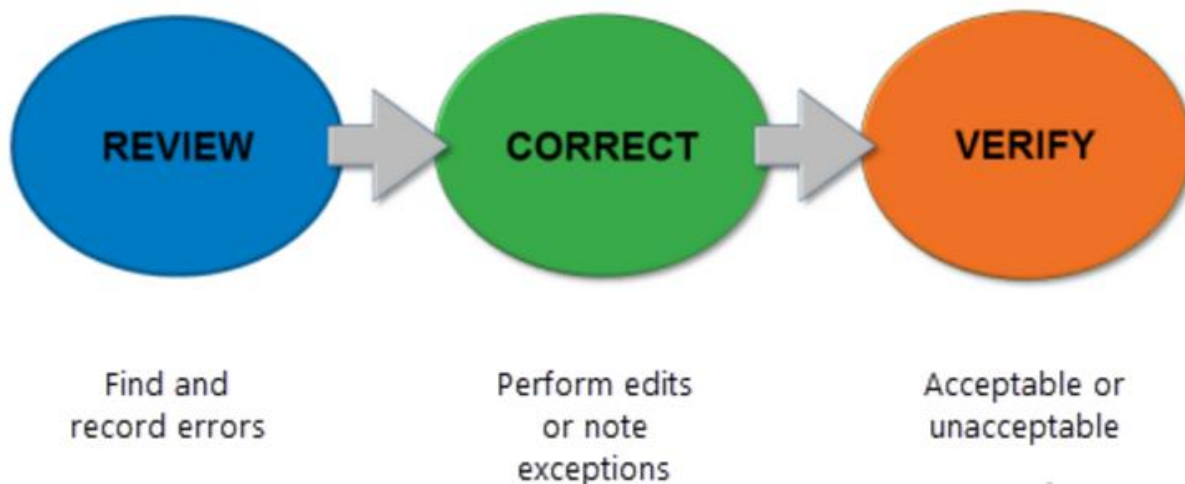 REVIEW
CORRECT
VERIFY
Find and
record errors
Perform edits
or note
exceptions
Acceptable or
unacceptable